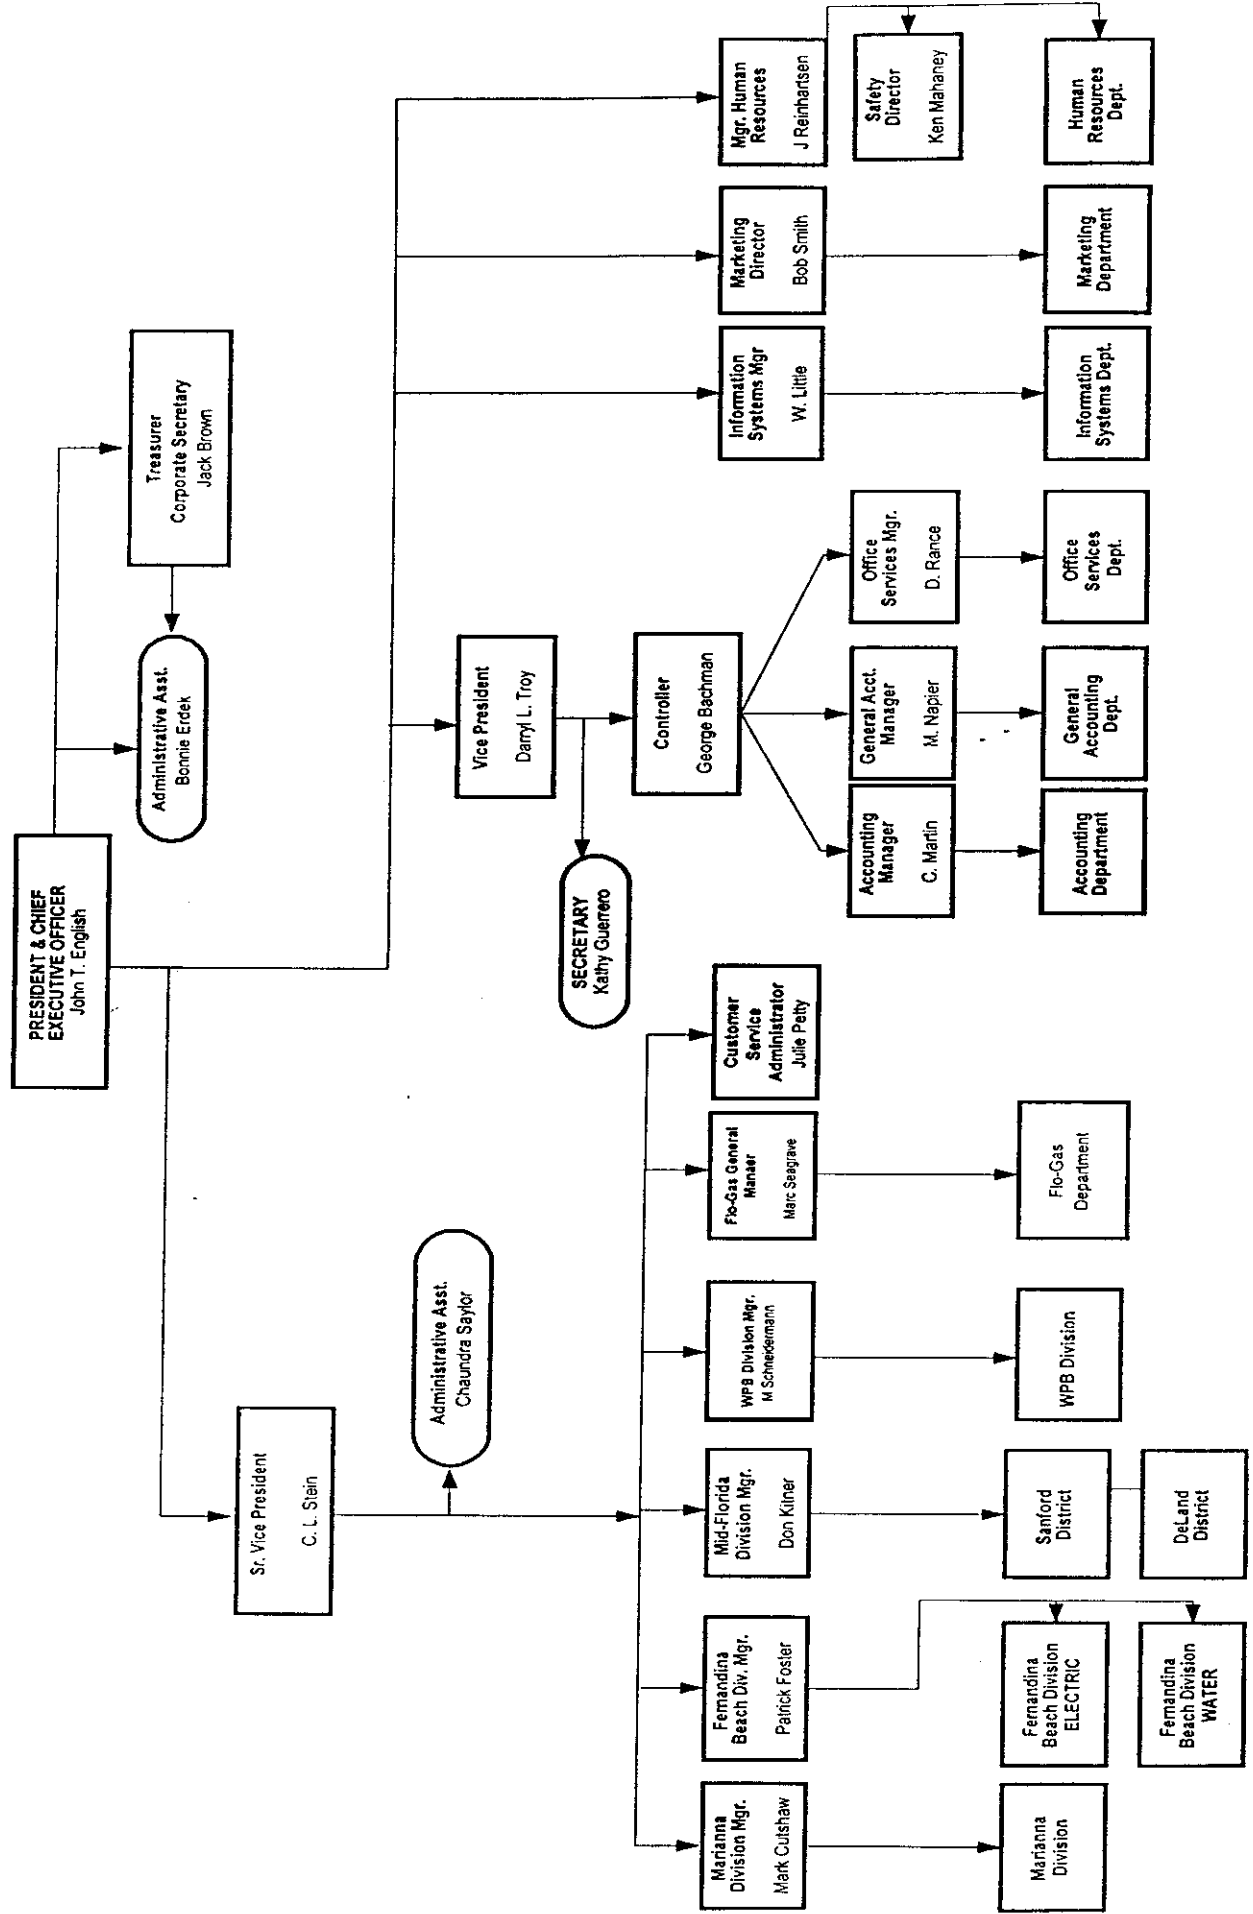 PRESIDENT & CHIEF
EXECUTIVE OFFICER
John T. English
Administrative Asst.
Bonnie Erdek
Treasurer
Corporate Secretary
Jack Brown
Sr. Vice President
C. L. Stein
Administrative Asst.
Chaundra Saylor
Vice President
Darryl L. Troy
SECRETARY
Kathy Guerrero
Controller
George Bachman
Marianna
Division Mgr.
Mark Cutshaw
Fernandina
Beach Div. Mgr.
Patrick Foster
Mid-Florida
Division Mgr.
Don Kitner
WPB Division Mgr.
M Schneidermann
Flo-Gas General
Manaer
Marc Seagrave
Customer
Service
Administrator
Julie Petty
Information
Systems Mgr
W. Little
Marketing
Director
Bob Smith
Mgr. Human
Resources
J Reinhartsen
Accounting
Manager
C. Martin
General Acct.
Manager
M. Napier
Office
Services Mgr.
D. Rance
Safety
Director
Ken Mahaney
Marianna
Division
Fernandina
Beach Division
ELECTRIC
Sanford
District
WPB Division
Flo-Gas
Department
Accounting
Department
General
Accounting
Dept.
Office
Services
Dept.
Information
Systems Dept.
Marketing
Department
Human
Resources
Dept.
Fernandina
Beach Division
WATER
DeLand
District